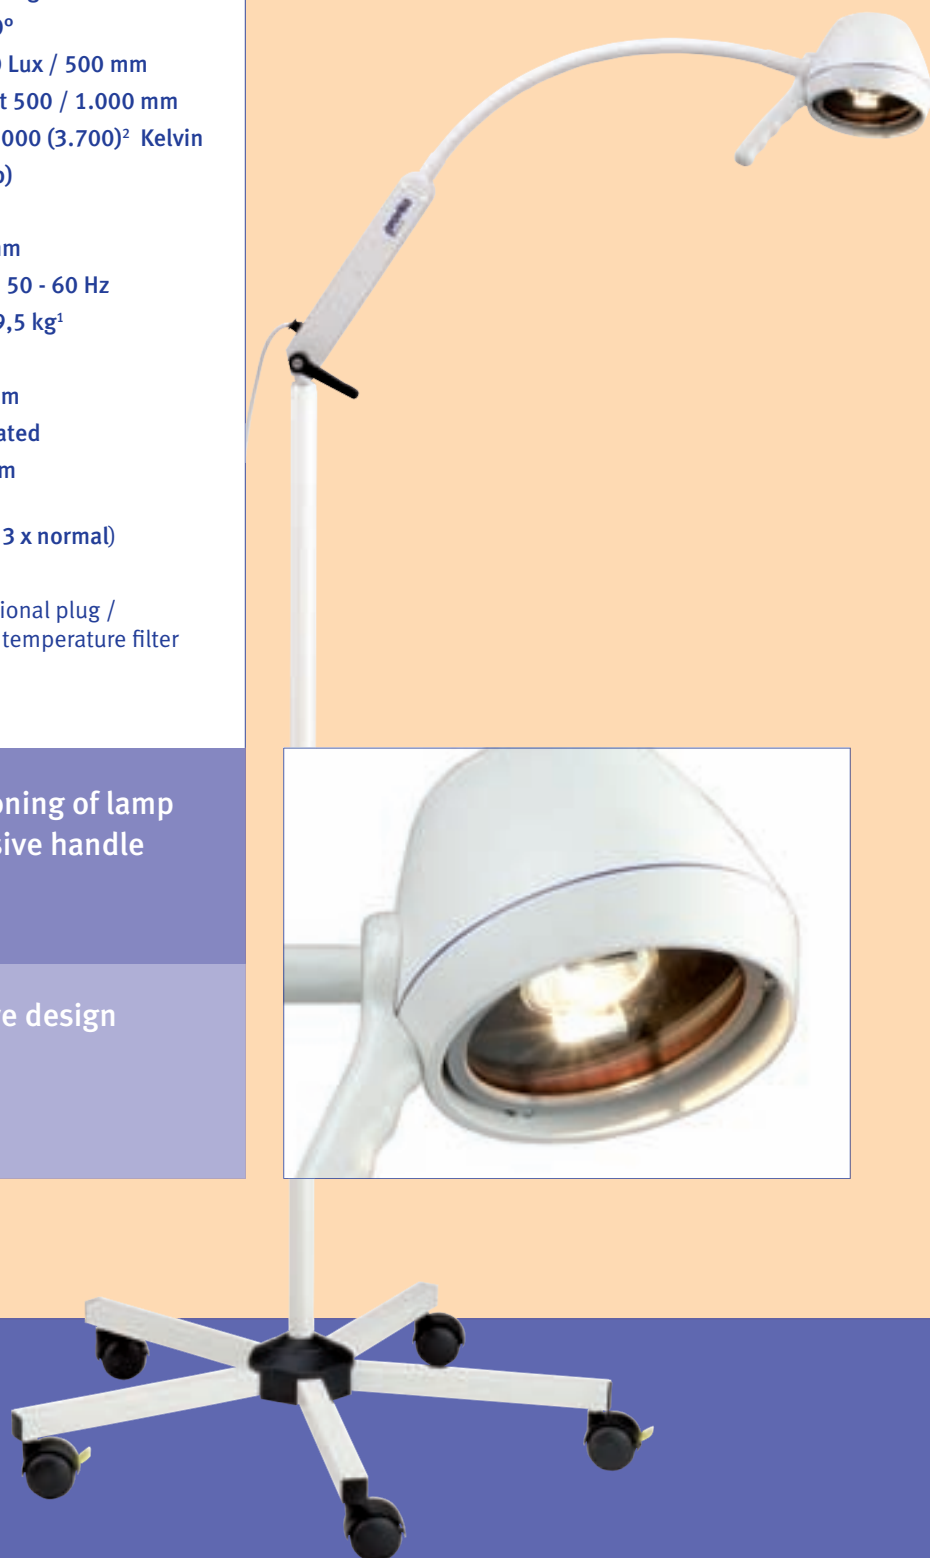 0 Lux / 500 mm
t 500 / 1.000 mm
000 (3.700)² Kelvin
50 - 60 Hz
9,5 kg¹
m
ated
m
3 x normal)
ional plug /
temperature filter
oning of lamp
sive handle
e design